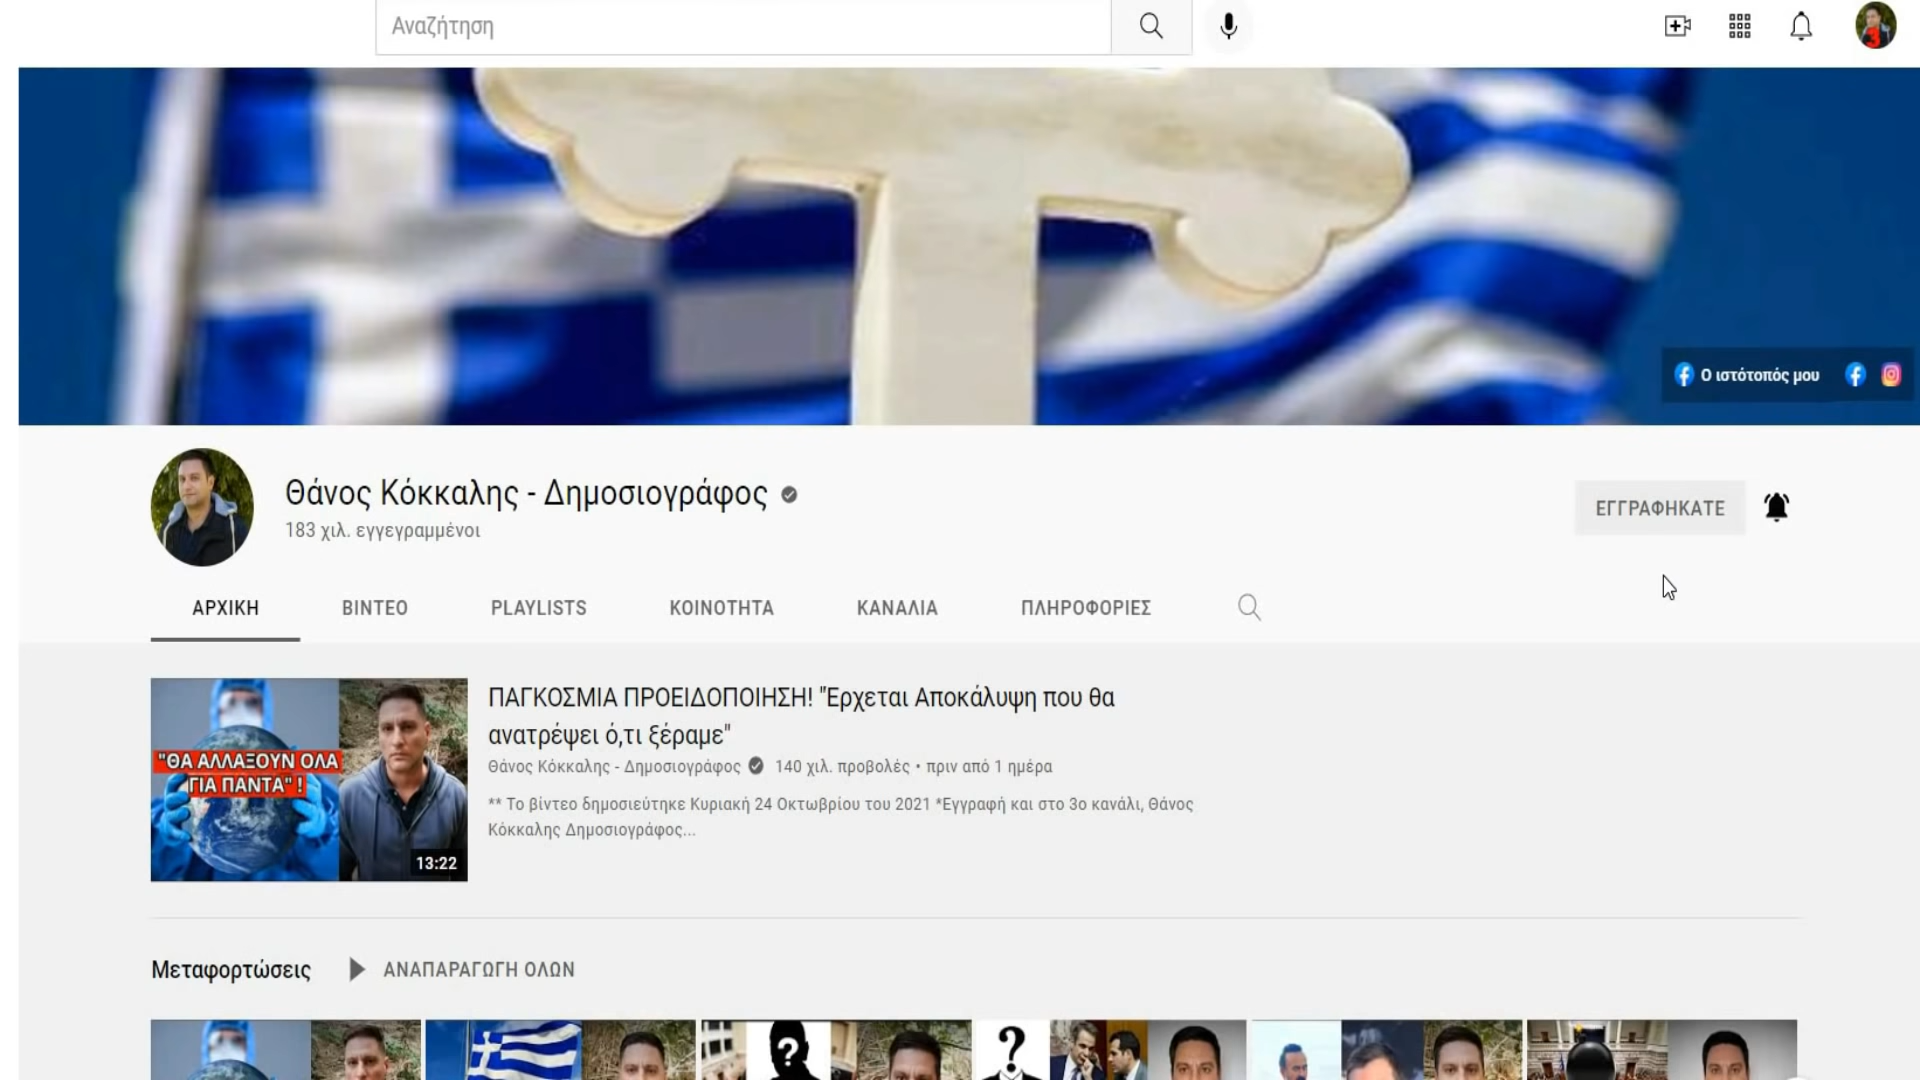 Αναζήτηση
Ο ιστότοπός μου
Θάνος Κόκκαλης - Δημοσιογράφος
183 χιλ. εγγεγραμμένοι
ΕΓΓΡΑΦΗΚΑΤΕ
ΑΡΧΙΚΗ ΒΙΝΤΕΟ PLAYLISTS ΚΟΙΝΟΤΗΤΑ ΚΑΝΑΛΙΑ ΠΛΗΡΟΦΟΡΙΕΣ
"ΘΑ ΑΛΛΑΞΟΥΝ ΟΛΑ
ΓΙΑ ΠΑΝΤΑ" !
13:22
ΠΑΓΚΟΣΜΙΑ ΠΡΟΕΙΔΟΠΟΙΗΣΗ! "Έρχεται Αποκάλυψη που θα
ανατρέψει ό,τι ξέραμε"
Θάνος Κόκκαλης - Δημοσιογράφος 140 χιλ. προβολές • πριν από 1 ημέρα
** Το βίντεο δημοσιεύτηκε Κυριακή 24 Οκτωβρίου του 2021 *Εγγραφή και στο 3ο κανάλι, Θάνος
Κόκκαλης Δημοσιογράφος...
Μεταφορτώσεις ΑΝΑΠΑΡΑΓΩΓΗ ΟΛΩΝ
? ?